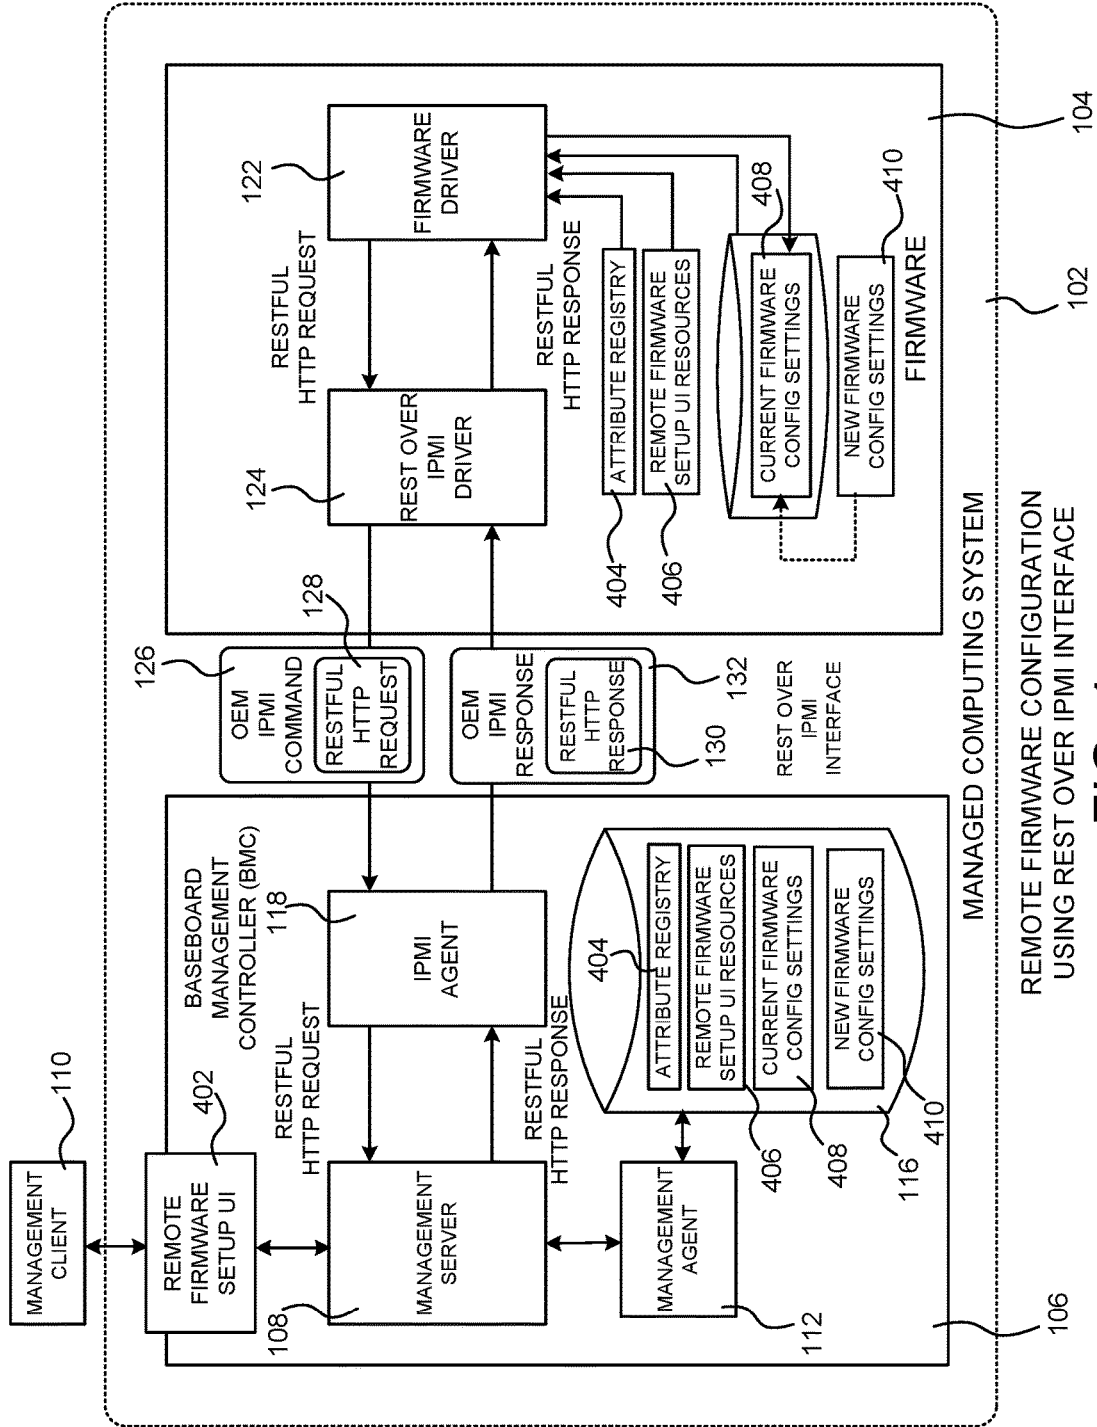 MANAGEMENT
CLIENT
110
REMOTE
FIRMWARE
SETUP UI
402
BASEBOARD
MANAGEMENT
CONTROLLER (BMC)
108
MANAGEMENT
SERVER
RESTFUL
HTTP REQUEST
118
IPMI
AGENT
RESTFUL
HTTP RESPONSE
MANAGEMENT
AGENT
112
404
ATTRIBUTE REGISTRY
REMOTE FIRMWARE
SETUP UI RESOURCES
406
CURRENT FIRMWARE
CONFIG SETTINGS
408
NEW FIRMWARE
CONFIG SETTINGS
410
116
106
126
OEM
IPMI
COMMAND
128
RESTFUL
HTTP
REQUEST
OEM
IPMI
RESPONSE
RESTFUL
HTTP
RESPONSE
130
132
REST OVER
IPMI
INTERFACE
124
REST OVER
IPMI
DRIVER
RESTFUL
HTTP REQUEST
122
FIRMWARE
DRIVER
RESTFUL
HTTP RESPONSE
404
ATTRIBUTE REGISTRY
406
REMOTE FIRMWARE
SETUP UI RESOURCES
CURRENT FIRMWARE
CONFIG SETTINGS
408
NEW FIRMWARE
CONFIG SETTINGS
410
FIRMWARE
104
MANAGED COMPUTING SYSTEM
102
REMOTE FIRMWARE CONFIGURATION
USING REST OVER IPMI INTERFACE